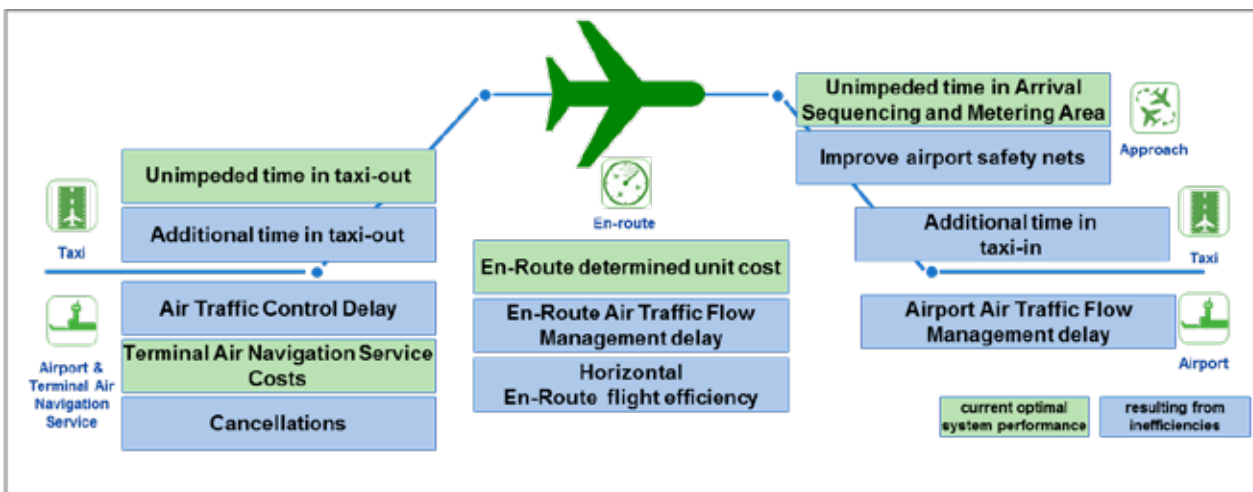 Unimpeded time in taxi-out
Additional time in taxi-out
Taxi
Air Traffic Control Delay
Terminal Air Navigation Service
Costs
Cancellations
Airport &
Terminal Air
Navigation
Service
En-route
En-Route determined unit cost
En-Route Air Traffic Flow
Management delay
Horizontal
En-Route flight efficiency
Unimpeded time in Arrival
Sequencing and Metering Area
Improve airport safety nets
Approach
Additional time in
taxi-in
Taxi
Airport Air Traffic Flow
Management delay
Airport
current optimal
system performance
resulting from
inefficiencies